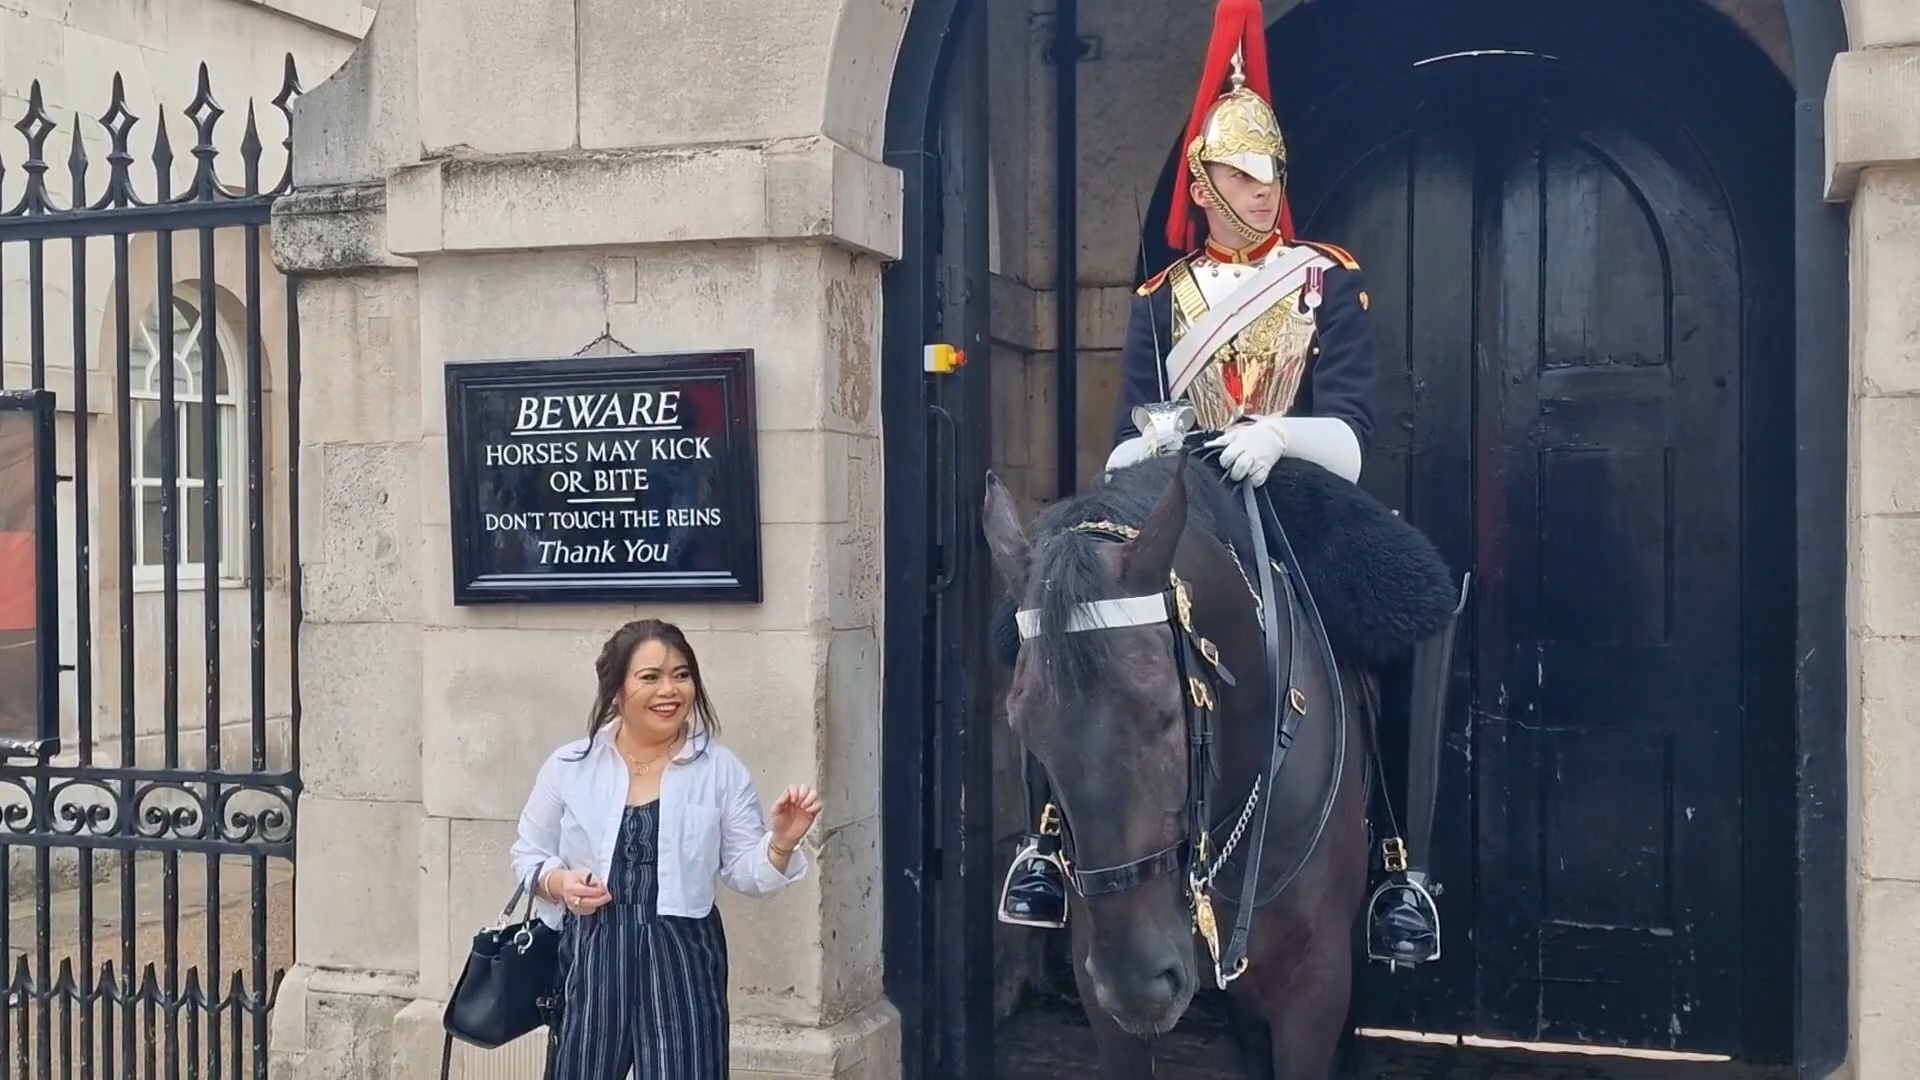 BEWARE
HORSES MAY KICK
OR BITE
DON'T TOUCH THE REINS
Thank You